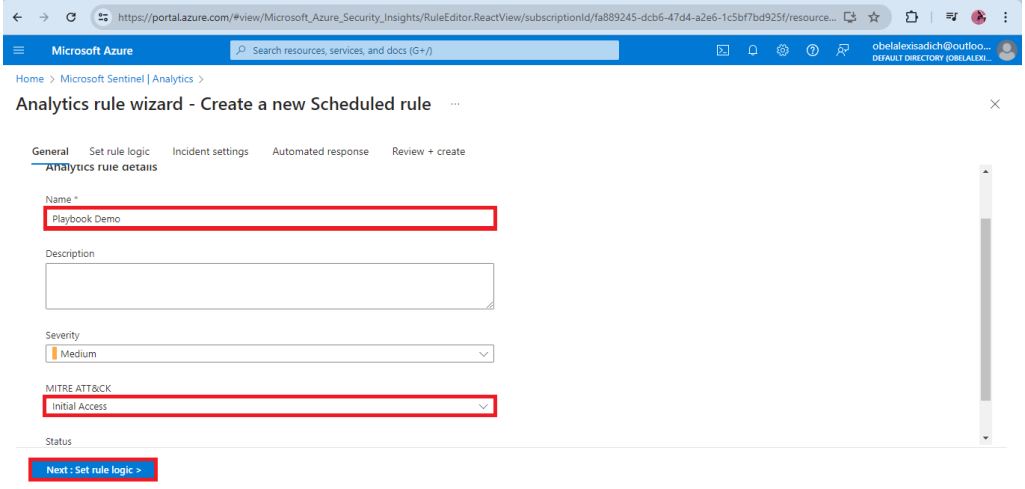 https://portal.azure.com/#view/Microsoft_Azure_Security_Insights/RuleEditor.ReactView/subscriptionId/fa889245-dcb6-47d4-a2e6-1c5bf7bd925f/resource...
Microsoft Azure
Search resources, services, and docs (G+/)
obelalexisadich@outloo...
DEFAULT DIRECTORY (OBELALEXI...
Home > Microsoft Sentinel | Analytics >
Analytics rule wizard - Create a new Scheduled rule ...
General Set rule logic Incident settings Automated response Review + create
Analytics rule details
Name *
Playbook Demo
Description
Severity
Medium
MITRE ATT&CK
Initial Access
Status
Next : Set rule logic >